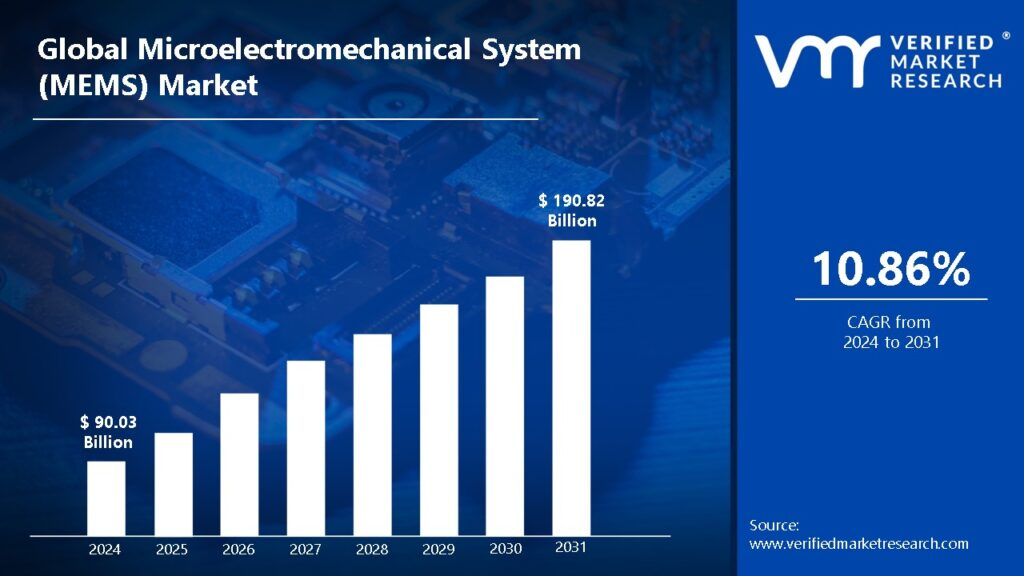 Global Microelectromechanical System
(MEMS) Market
VMR VERIFIED®
MARKET
RESEARCH
$ 190.82
Billion
10.86%
CAGR from
2024 to 2031
$ 90.03
Billion
2024 2025 2026 2027 2028 2029 2030 2031
Source:
www.verifiedmarketresearch.com